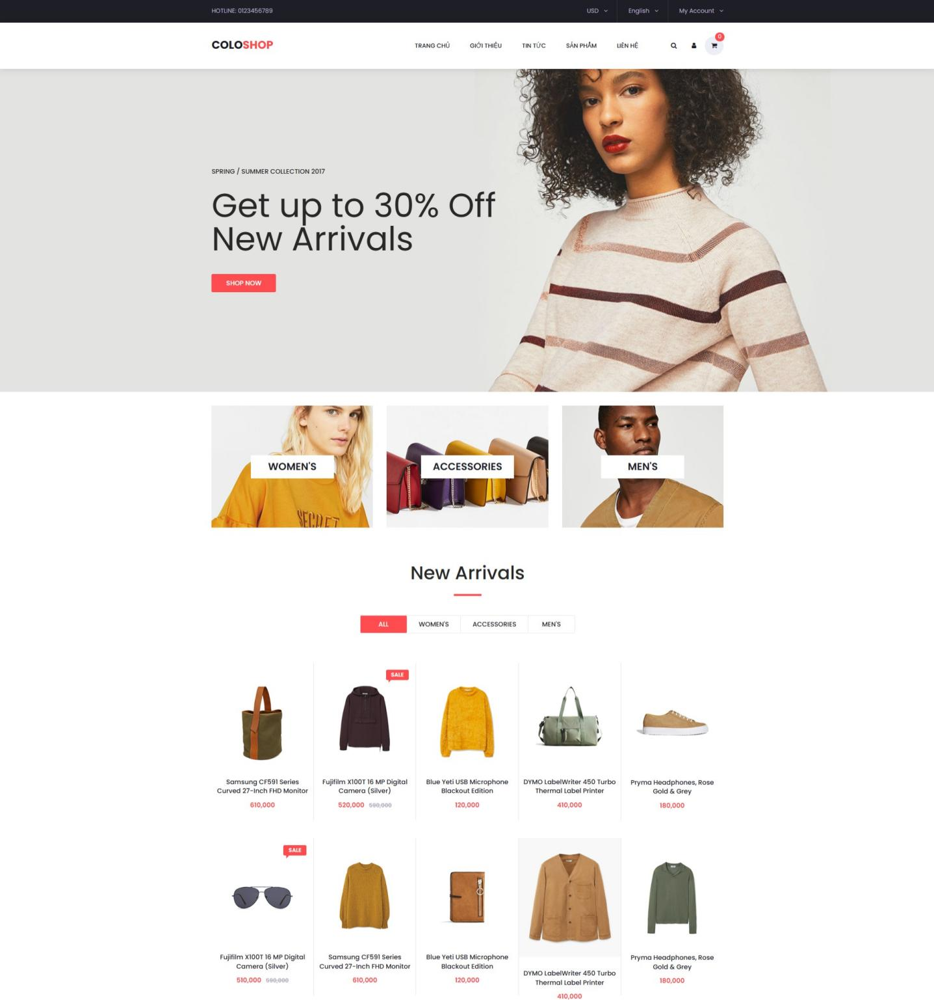 HOTLINE: 0123456789
USD
English
My Account
COLOSHOP
TRANG CHỦ
GIỚI THIỆU
TIN TỨC
SẢN PHẨM
LIÊN HỆ
0
SPRING / SUMMER COLLECTION 2017
Get up to 30% Off
New Arrivals
SHOP NOW
WOMEN'S
ACCESSORIES
MEN'S
SECRET
New Arrivals
ALL
WOMEN'S
ACCESSORIES
MEN'S
SALE
Samsung CF591 Series
Curved 27-Inch FHD Monitor
610,000
Fujifilm X100T 16 MP Digital
Camera (Silver)
520,000 590,000
Blue Yeti USB Microphone
Blackout Edition
120,000
DYMO LabelWriter 450 Turbo
Thermal Label Printer
410,000
Pryma Headphones, Rose
Gold & Grey
180,000
SALE
Fujifilm X100T 16 MP Digital
Camera (Silver)
510,000 590,000
Samsung CF591 Series
Curved 27-Inch FHD Monitor
610,000
Blue Yeti USB Microphone
Blackout Edition
120,000
DYMO LabelWriter 450 Turbo
Thermal Label Printer
410,000
Pryma Headphones, Rose
Gold & Grey
180,000